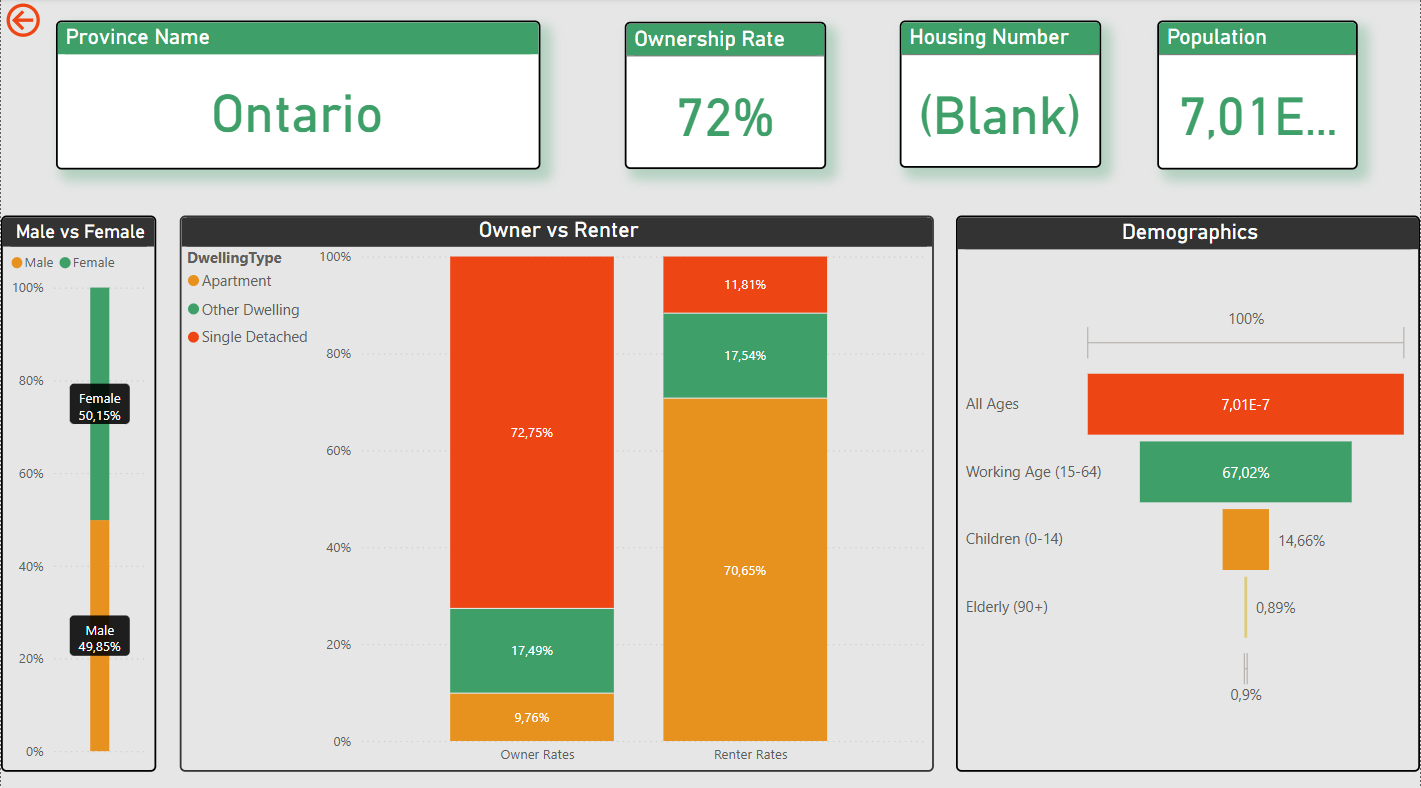 Province Name
Ontario
Ownership Rate
72%
Housing Number
(Blank)
Population
7,01E...
Male vs Female
Male Female
100%
80%
Female
50,15%
60%
40%
Male
49,85%
20%
0%
Owner vs Renter
DwellingType
Apartment
Other Dwelling
Single Detached
100%
80%
60%
40%
20%
0%
72,75%
17,49%
9,76%
11,81%
17,54%
70,65%
Owner Rates
Renter Rates
Demographics
100%
All Ages
7,01E-7
Working Age (15-64)
67,02%
Children (0-14)
14,66%
Elderly (90+)
0,89%
0,9%